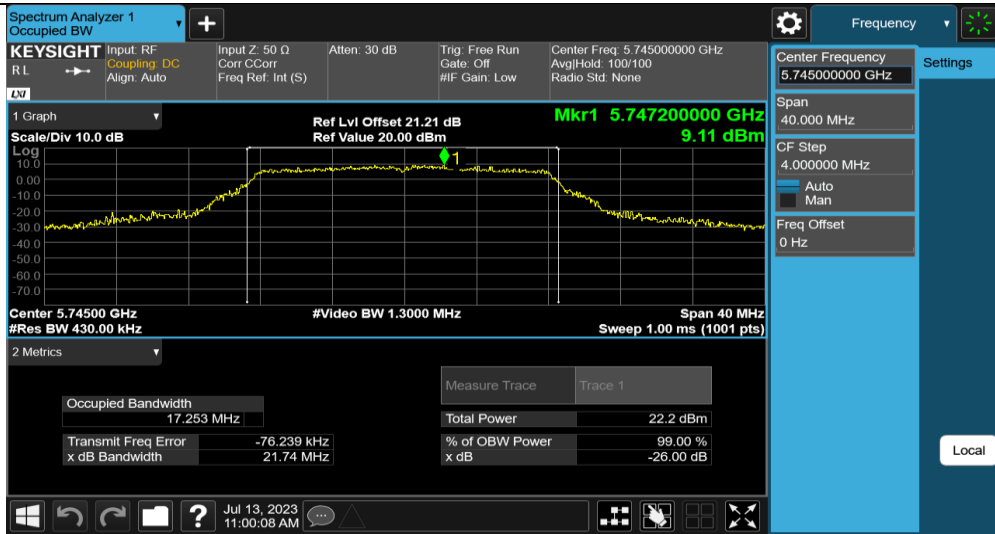 Spectrum Analyzer 1
Occupied BW
Frequency
KEYSIGHT
RL
LXI
Input: RF
Coupling: DC
Align: Auto
Input Z: 50 Ω
Corr CCorr
Freq Ref: Int (S)
Atten: 30 dB
Trig: Free Run
Gate: Off
#IF Gain: Low
Center Freq: 5.745000000 GHz
Avg|Hold: 100/100
Radio Std: None
Center Frequency
5.745000000 GHz
Settings
Span
40.000 MHz
CF Step
4.000000 MHz
Auto
Man
Freq Offset
0 Hz
Local
1 Graph
Scale/Div 10.0 dB
Ref Lvl Offset 21.21 dB
Ref Value 20.00 dBm
Mkr1 5.747200000 GHz
9.11 dBm
Log
1
10.0
0.00
-10.0
-20.0
-30.0
-40.0
-50.0
-60.0
-70.0
Center 5.74500 GHz
#Video BW 1.3000 MHz
Span 40 MHz
#Res BW 430.00 kHz
Sweep 1.00 ms (1001 pts)
2 Metrics
Measure Trace
Trace 1
Occupied Bandwidth
17.253 MHz
Total Power
22.2 dBm
Transmit Freq Error
-76.239 kHz
% of OBW Power
99.00 %
x dB Bandwidth
21.74 MHz
x dB
-26.00 dB
?
Jul 13, 2023
11:00:08 AM